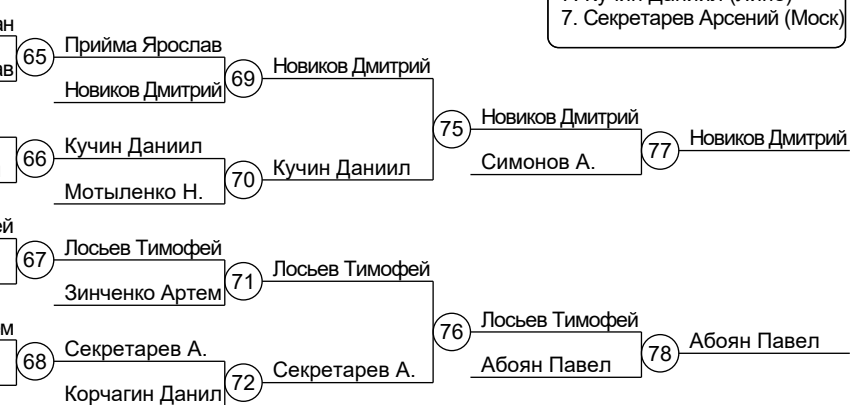 7. Секретарев Арсений (Моск)
65 Прийма Ярослав
Новиков Дмитрий
69 Новиков Дмитрий
66 Кучин Даниил
Мотыленко Н.
70 Кучин Даниил
75 Новиков Дмитрий
Симонов А.
77 Новиков Дмитрий
67 Лосьев Тимофей
Зинченко Артем
71 Лосьев Тимофей
68 Секретарев А.
Корчагин Данил
72 Секретарев А.
76 Лосьев Тимофей
Абоян Павел
78 Абоян Павел